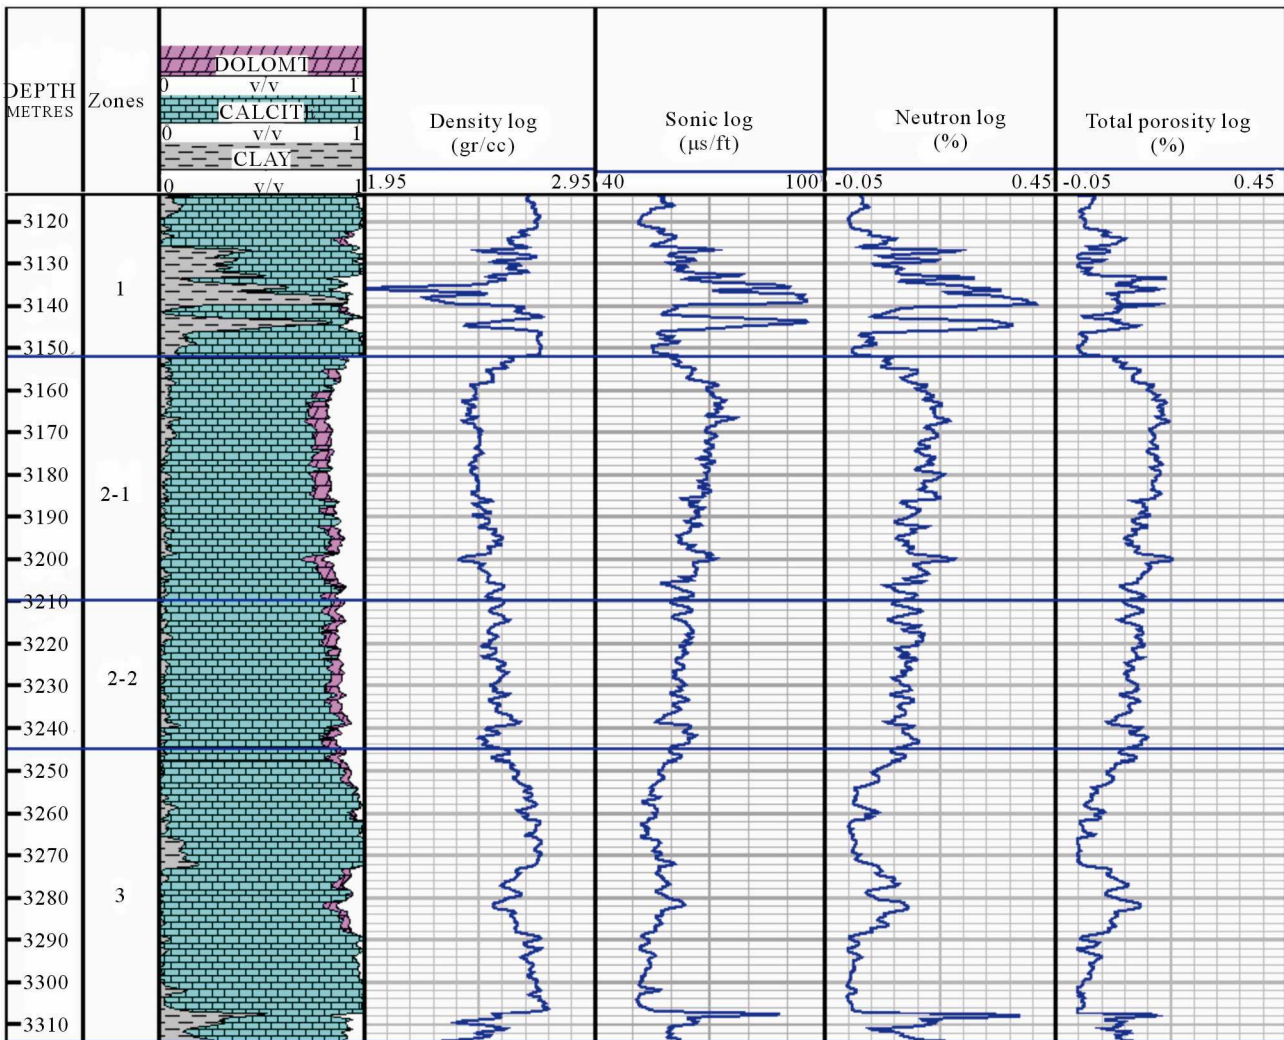 DEPTH
METRES
Zones
DOLOMT
0 v/v 1
CALCIT
0 v/v 1
CLAY
0 v/v 1
Density log
(gr/cc)
1.95 2.95
Sonic log
(µs/ft)
40 100
Neutron log
(%)
-0.05 0.45
Total porosity log
(%)
-0.05 0.45
3120
3130
3140
3150
3160
3170
3180
3190
3200
3210
3220
3230
3240
3250
3260
3270
3280
3290
3300
3310
1
2-1
2-2
3